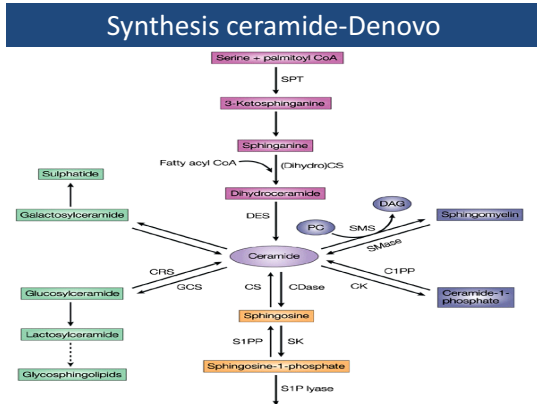 Synthesis ceramide-Denovo
Serine + palmitoyl CoA
SPT
3-Ketosphinganine
Sphinganine
Fatty acyl CoA
(Dihydro)CS
Dihydroceramide
DES
Sulphatide
Galactosylceramide
PC
SMS
DAG
SMase
Sphingomyelin
Ceramide
CRS
GCS
CS
CDase
C1PP
CK
Glucosylceramide
Ceramide-1-
phosphate
Sphingosine
Lactosylceramide
S1PP
SK
Glycosphingolipids
Sphingosine-1-phosphate
S1P lyase